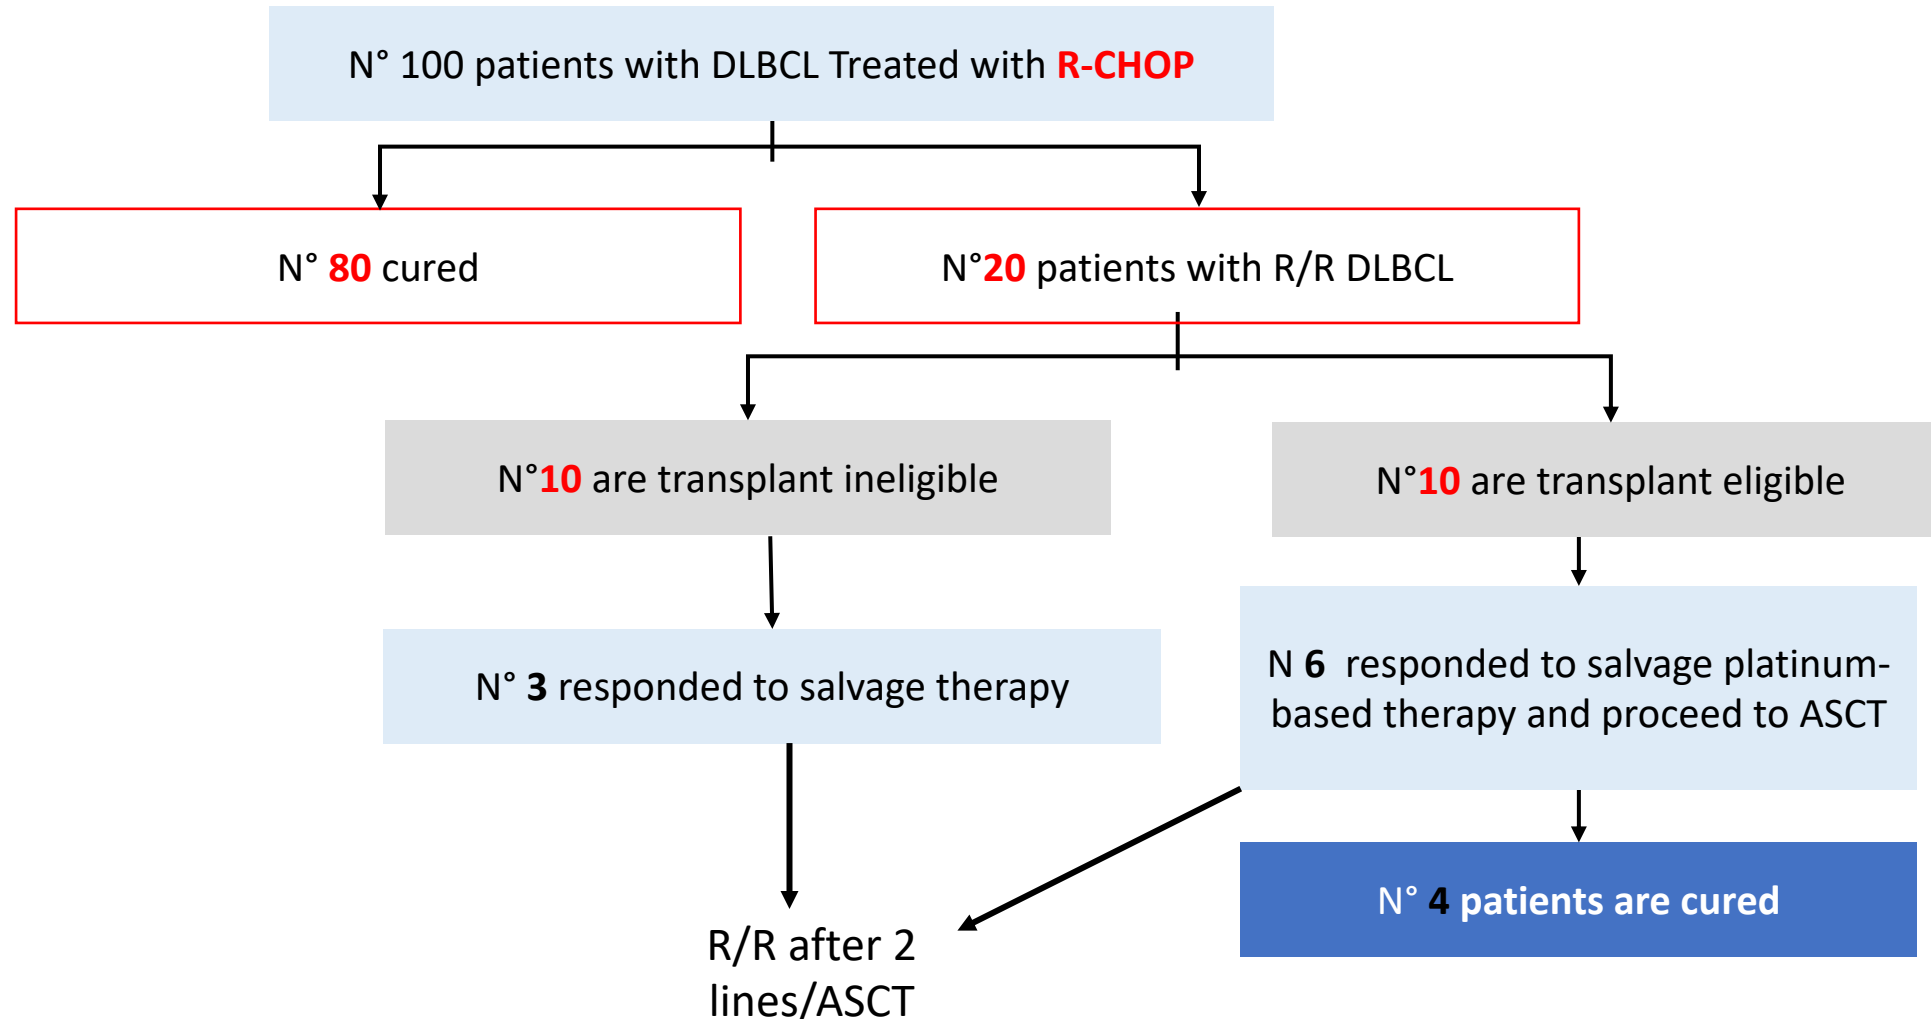 N° 100 patients with DLBCL Treated with R-CHOP
N° 80 cured
N°20 patients with R/R DLBCL
N°10 are transplant ineligible
N°10 are transplant eligible
N° 3 responded to salvage therapy
N 6 responded to salvage platinum-
based therapy and proceed to ASCT
N° 4 patients are cured
R/R after 2
lines/ASCT